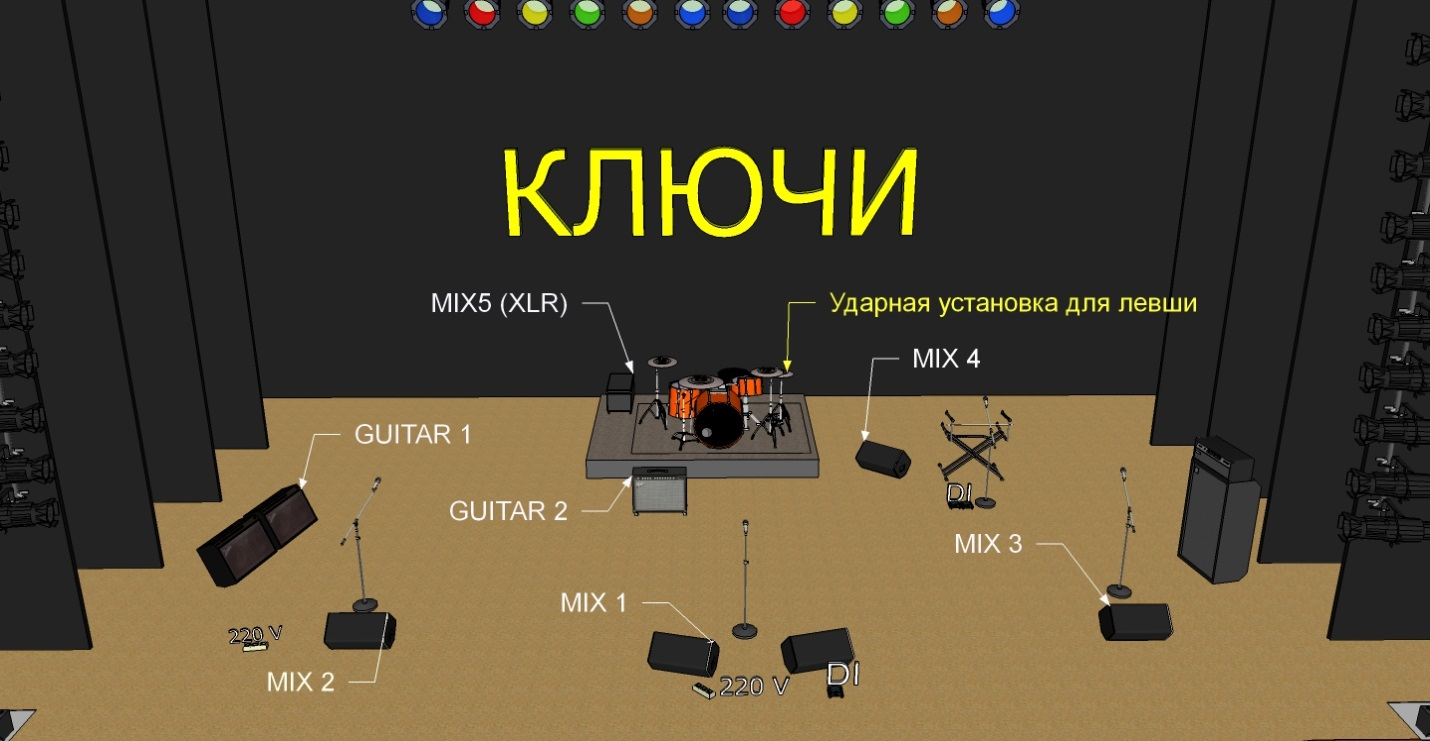 КЛЮЧИ
MIX5 (XLR)
Ударная установка для левши
MIX 4
GUITAR 1
GUITAR 2
DI
MIX 3
MIX 1
220 V
MIX 2
220 V
DI